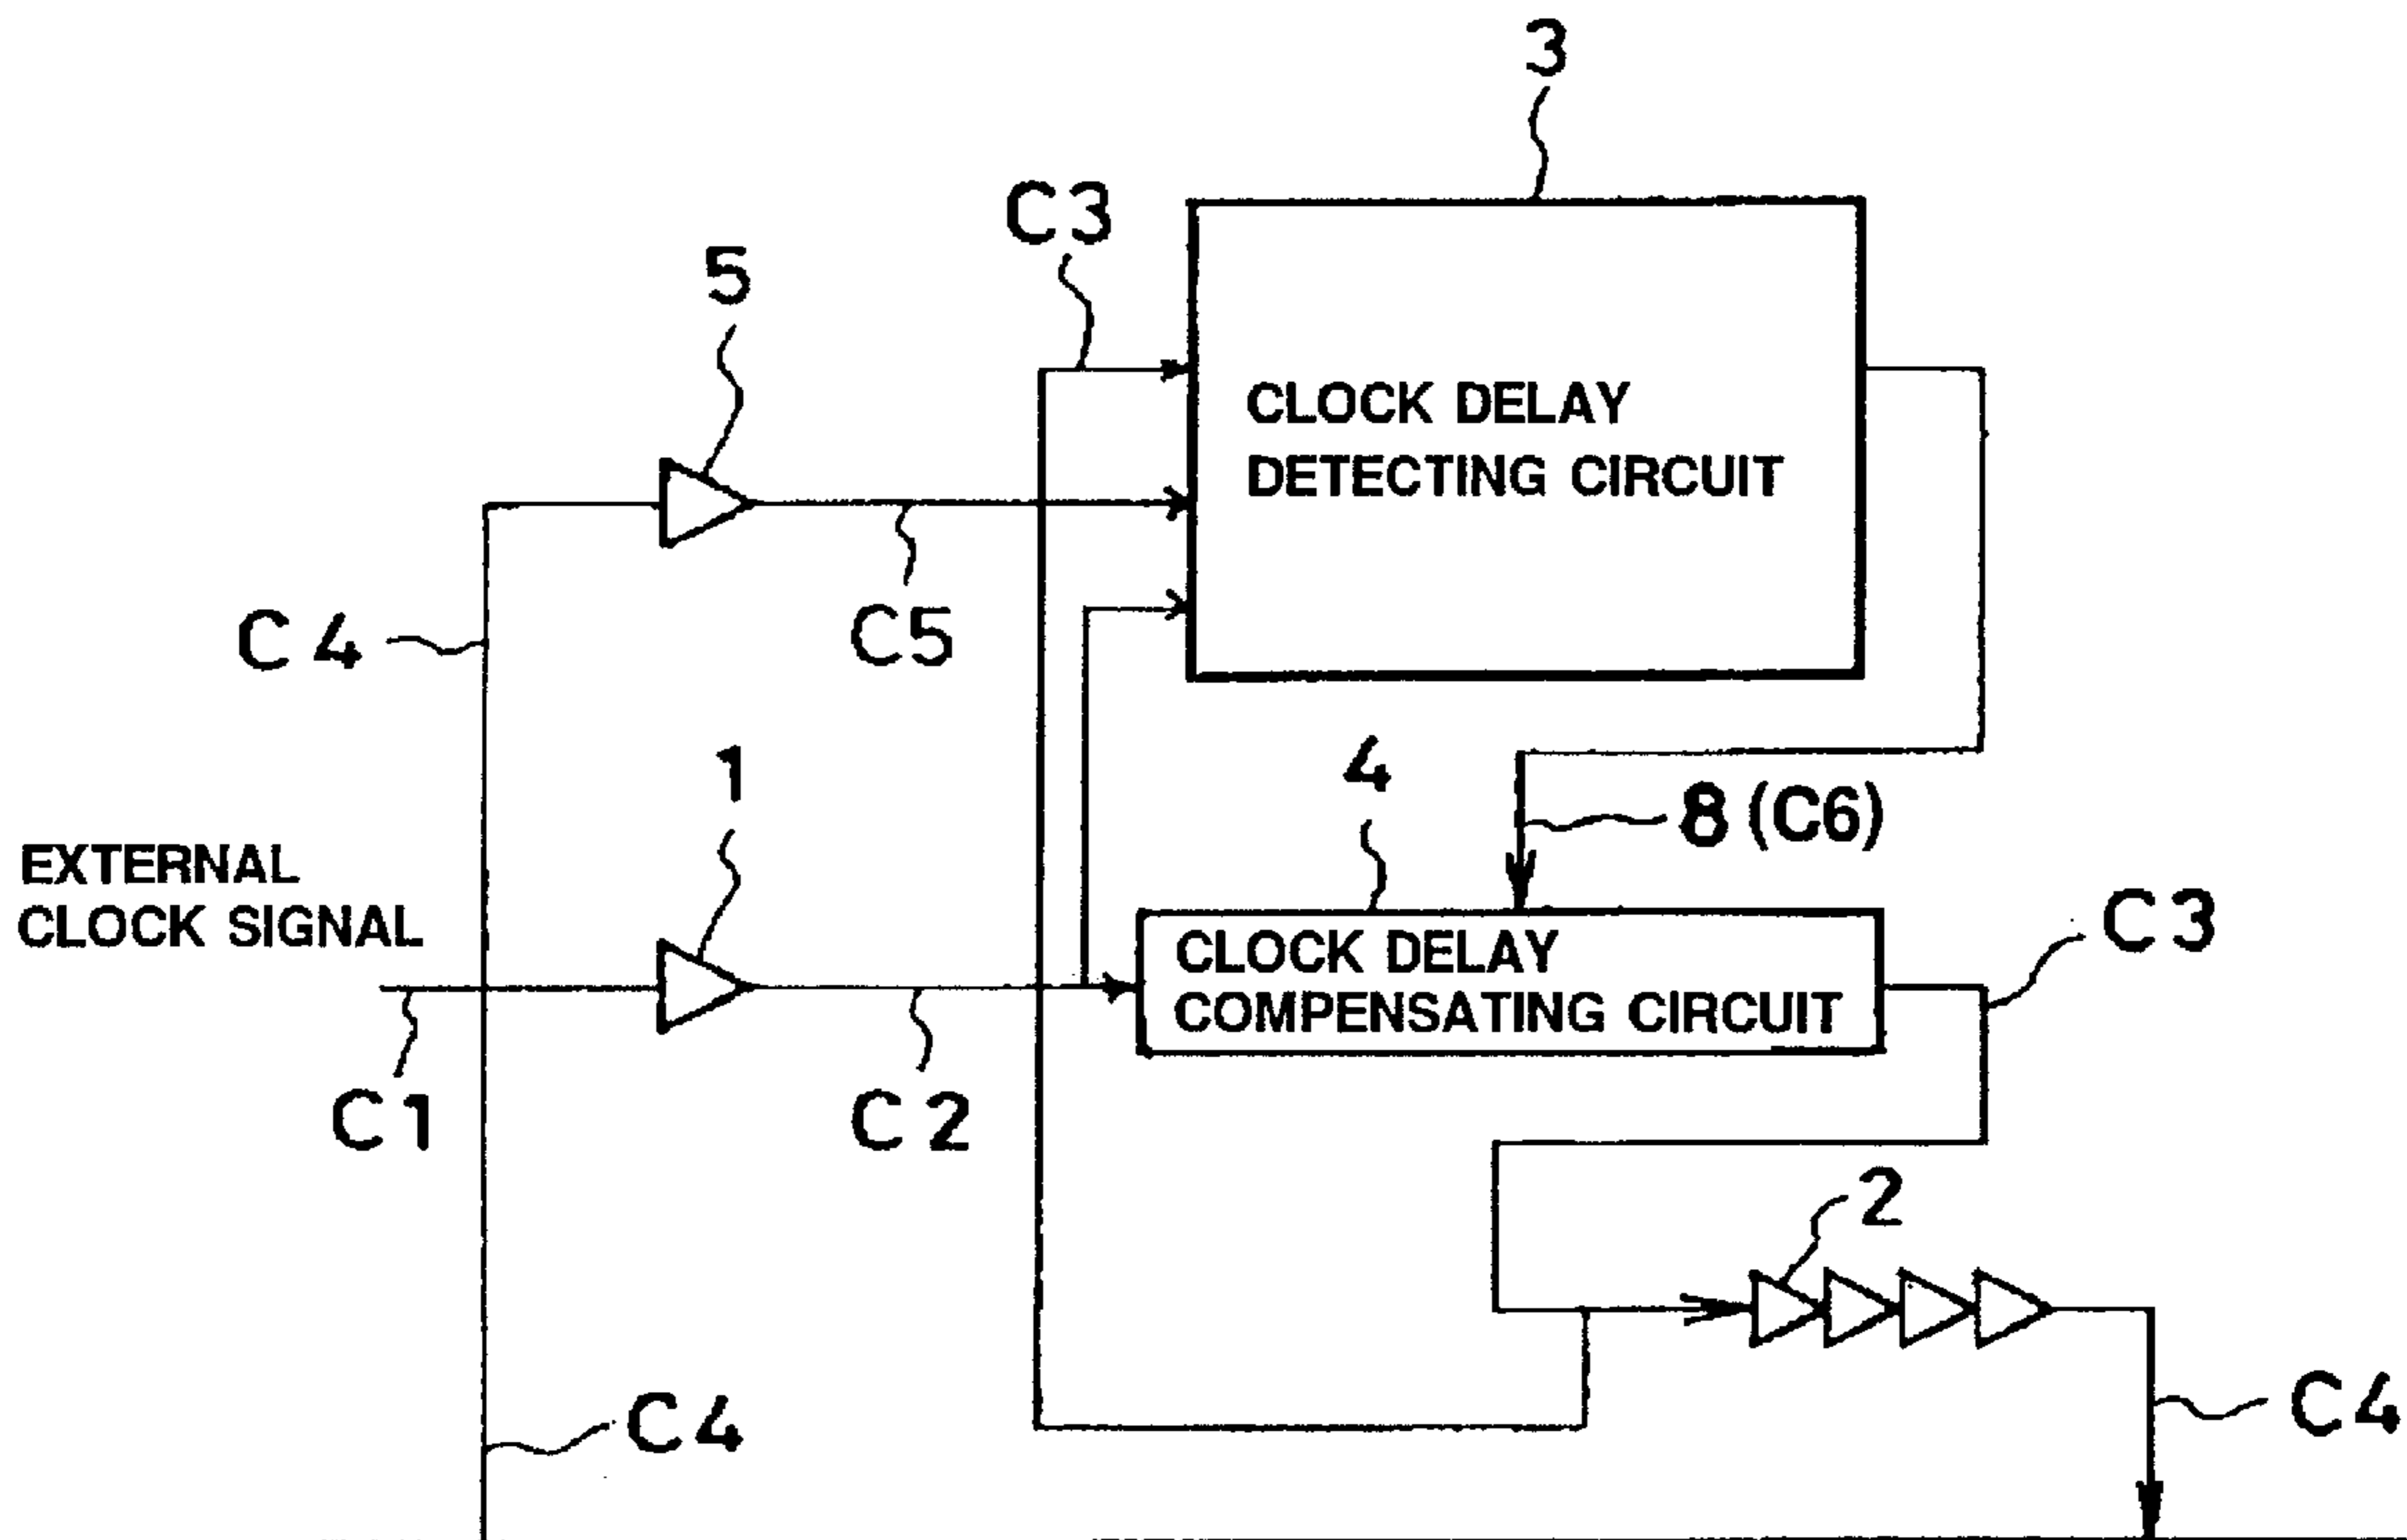 3
C3
5
CLOCK DELAY
DETECTING CIRCUIT
C4
C5
1
4
8 (C6)
EXTERNAL
CLOCK SIGNAL
C3
CLOCK DELAY
COMPENSATING CIRCUIT
C1
C2
2
C4
C4